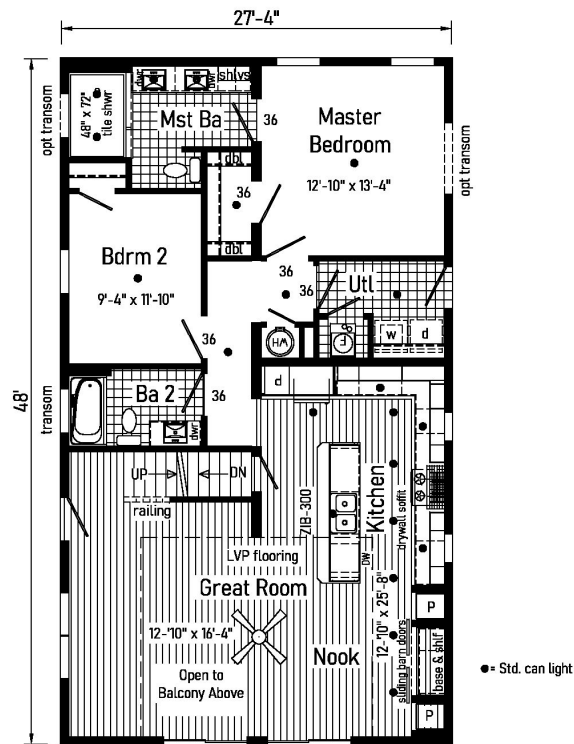 27'-4"
dwr
dwr
shlvs
48" x 72"
tile shwr
opt transom
Mst Ba
36
Master
Bedroom
12'-10" x 13'-4"
opt transom
dbl
36
dbl
Bdrm 2
9'-4" x 11'-10"
36
36
Utl
WH
F
w
d
36
48'
transom
Ba 2
36
dwr
d
UP
DN
railing
ZIB-300
Kitchen
drywall soffit
DW
LVP flooring
Great Room
12'-10" x 16'-4"
12'-10" x 25'-8"
Open to
Balcony Above
Nook
sliding barn doors
P
base & shlf
P
= Std. can light